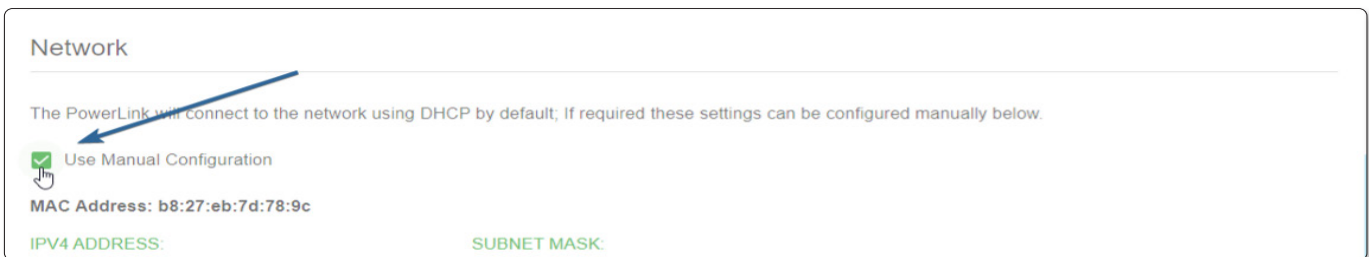 Network
The PowerLink will connect to the network using DHCP by default; If required these settings can be configured manually below.
Use Manual Configuration
MAC Address: b8:27:eb:7d:78:9c
IPV4 ADDRESS: SUBNET MASK: